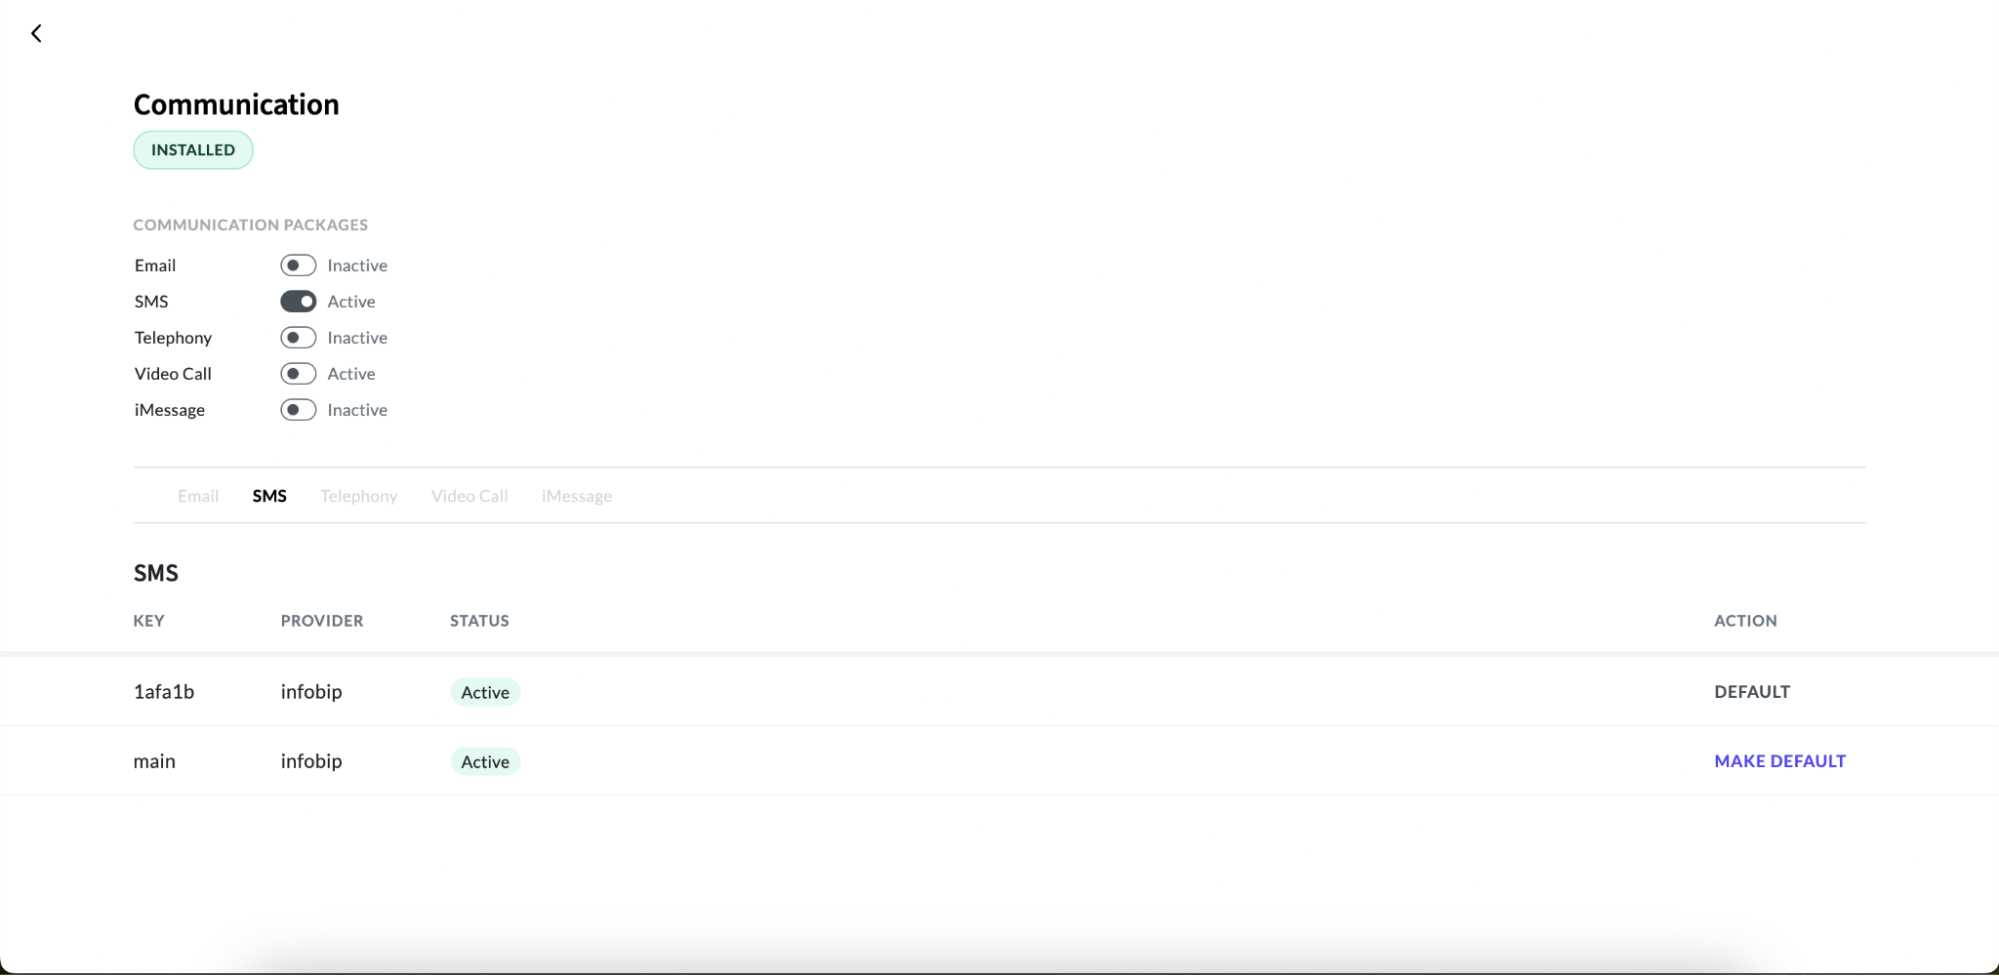 Communication
INSTALLED
COMMUNICATION PACKAGES
Email Inactive
SMS Active
Telephony Inactive
Video Call Active
iMessage Inactive
Email SMS Telephony Video Call iMessage
SMS
KEY PROVIDER STATUS ACTION
1afa1b infobip Active DEFAULT
main infobip Active MAKE DEFAULT